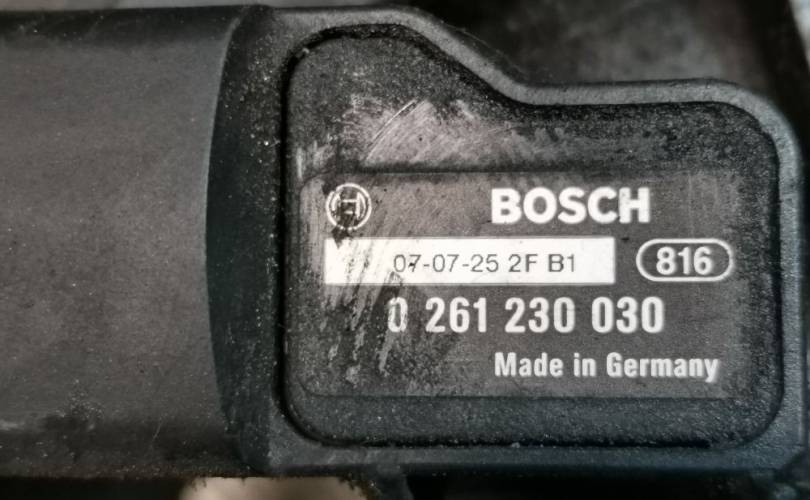 BOSCH
07-07-25 2F B1
816
0 261 230 030
Made in Germany